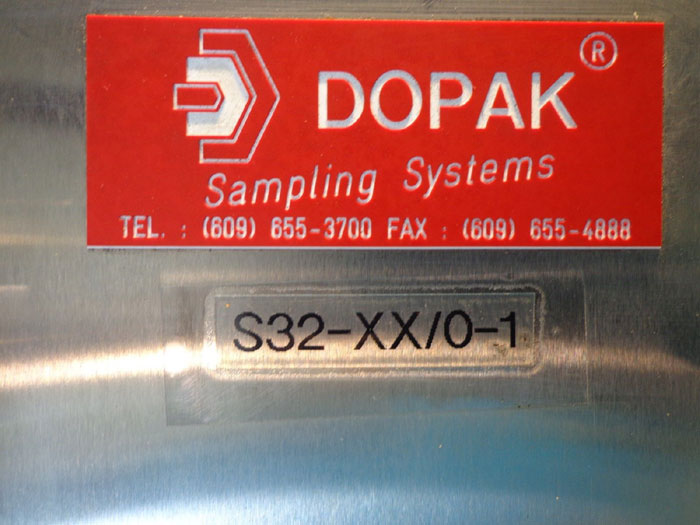 DOPAK ®
Sampling Systems
TEL. : (609) 655-3700 FAX : (609) 655-4888
S32-XX/0-1